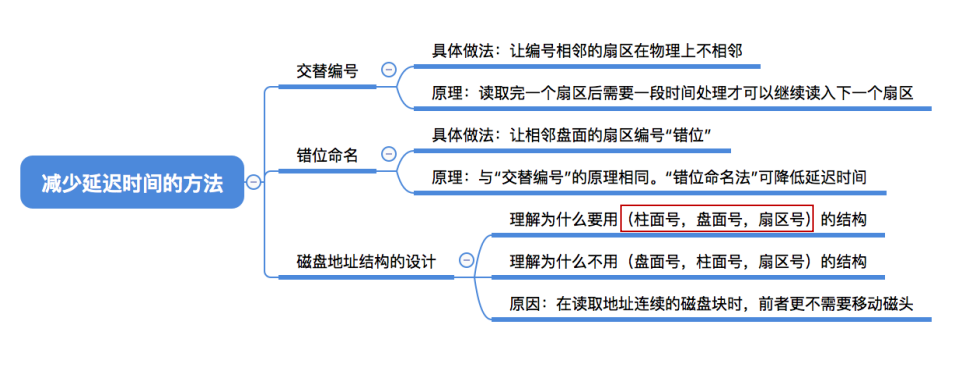 减少延迟时间的方法
交替编号
具体做法：让编号相邻的扇区在物理上不相邻
原理：读取完一个扇区后需要一段时间处理才可以继续读入下一个扇区
错位命名
具体做法：让相邻盘面的扇区编号“错位”
原理：与“交替编号”的原理相同。“错位命名法”可降低延迟时间
磁盘地址结构的设计
理解为什么要用（柱面号，盘面号，扇区号）的结构
理解为什么不用（盘面号，柱面号，扇区号）的结构
原因：在读取地址连续的磁盘块时，前者更不需要移动磁头